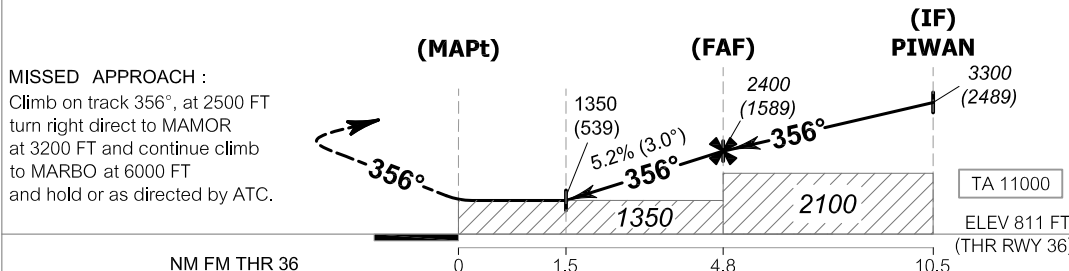 (IF)
(MAPt) (FAF) PIWAN
MISSED APPROACH :
Climb on track 356°, at 2500 FT
turn right direct to MAMOR
at 3200 FT and continue climb
to MARBO at 6000 FT
and hold or as directed by ATC.
3300
(2489)
2400
(1589)
1350
(539)
5.2% (3.0°)
356°
356°
356°
1350
2100
TA 11000
ELEV 811 FT
(THR RWY 36)
NM FM THR 36 0 1.5 4.8 10.5